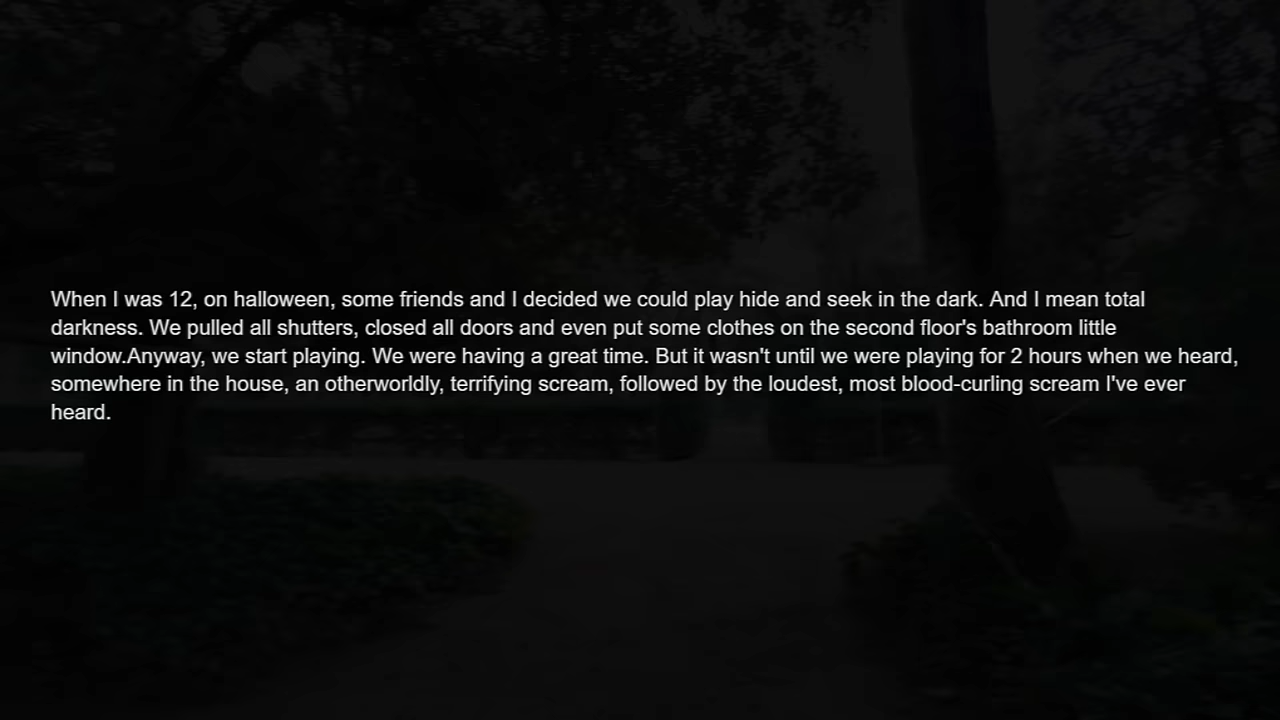 When I was 12, on halloween, some friends and I decided we could play hide and seek in the dark. And I mean total
darkness. We pulled all shutters, closed all doors and even put some clothes on the second floor's bathroom little
window.Anyway, we start playing. We were having a great time. But it wasn't until we were playing for 2 hours when we heard,
somewhere in the house, an otherworldly, terrifying scream, followed by the loudest, most blood-curling scream I've ever
heard.